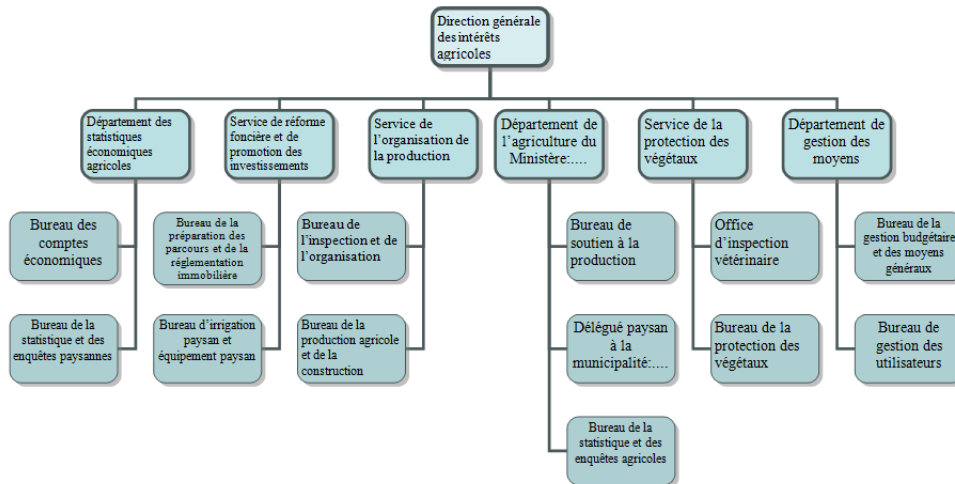 Direction générale
des intérêts
agricoles
Département des
statistiques
économiques
agricoles
Service de réforme
foncière et de
promotion des
investissements
Service de
l’organisation de
la production
Département de
l’agriculture du
Ministère:....
Service de la
protection des
végétaux
Département de
gestion des
moyens
Bureau des
comptes
économiques
Bureau de la
préparation des
parcours et de la
réglementation
immobilière
Bureau de
l’inspection et de
l’organisation
Bureau de
soutien à la
production
Office
d’inspection
vétérinaire
Bureau de la
gestion budgétaire
et des moyens
généraux
Bureau de la
statistique et des
enquêtes paysannes
Bureau d’irrigation
paysan et
équipement paysan
Bureau de la
production agricole
et de la
construction
Délégué paysan
à la
municipalité:....
Bureau de la
protection des
végétaux
Bureau de
gestion des
utilisateurs
Bureau de la
statistique et des
enquêtes agricoles